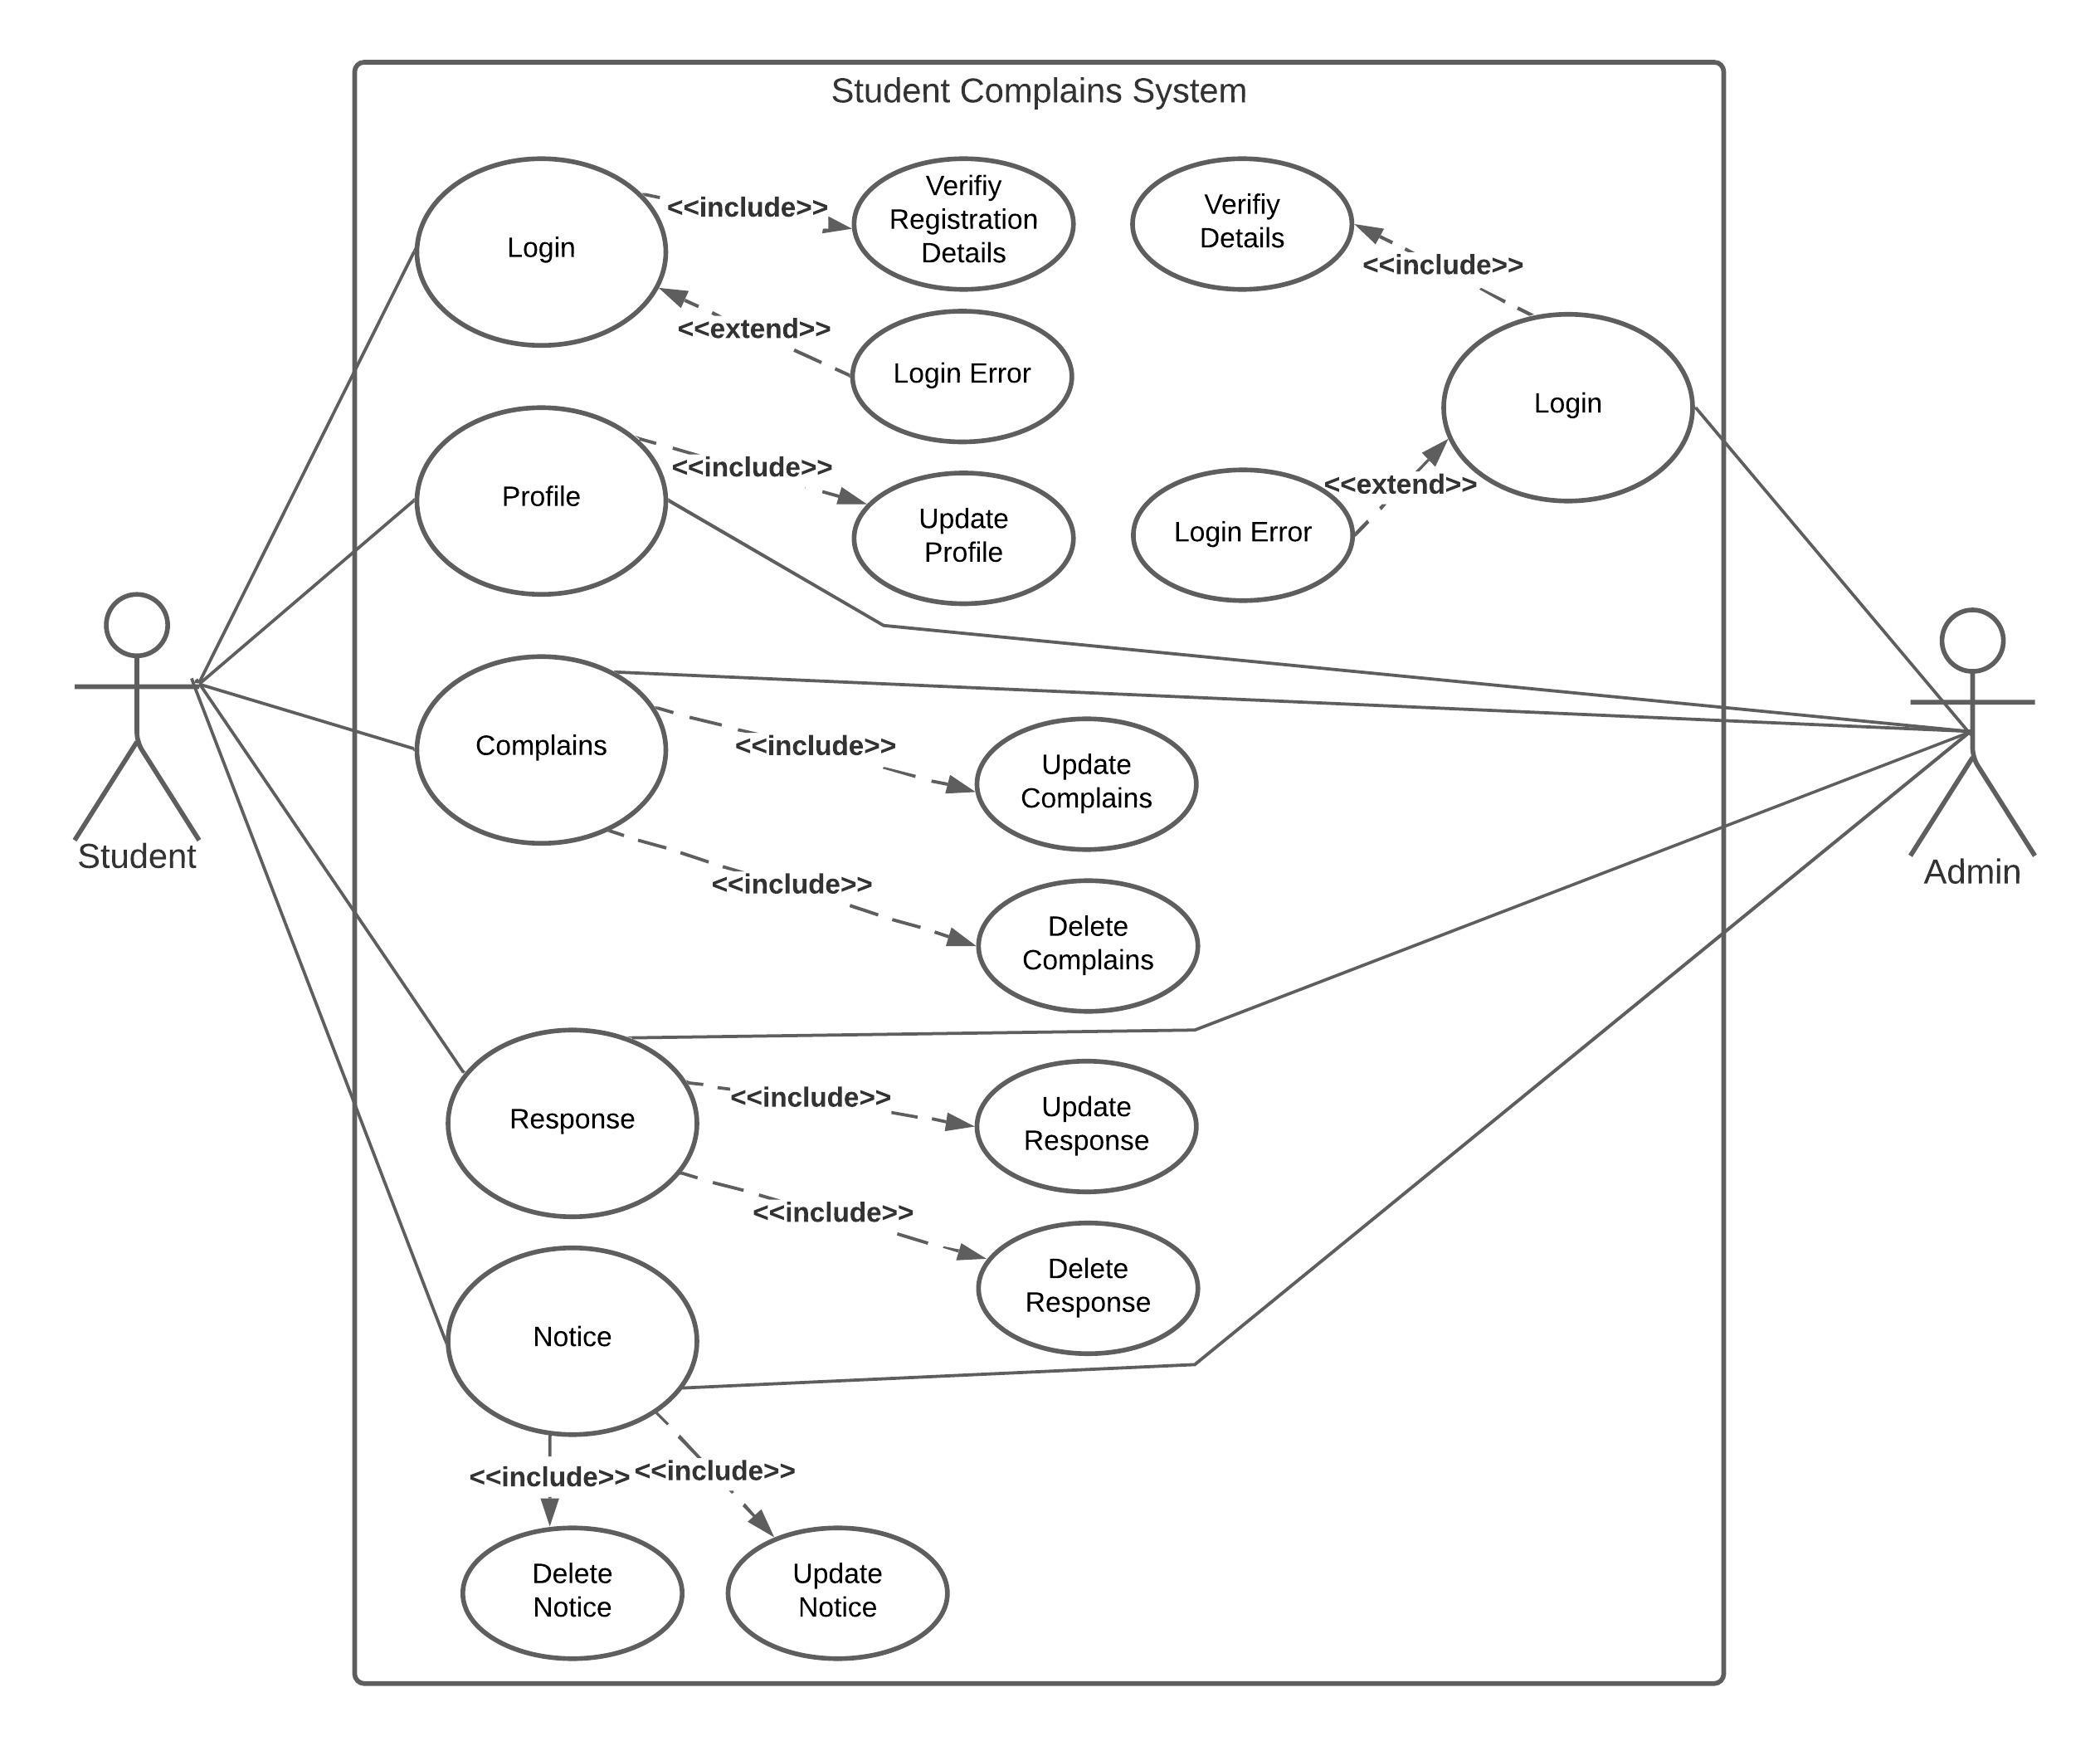 Student Complains System
Login
<<include>>
Verifiy
Registration
Details
Verifiy
Details
<<include>>
<<extend>>
Login Error
Login
Profile
<<include>>
Update
Profile
<<extend>>
Login Error
Complains
<<include>>
Update
Complains
Student
Admin
<<include>>
Delete
Complains
Response
<<include>>
Update
Response
<<include>>
Delete
Response
Notice
<<include>>
<<include>>
Delete
Notice
Update
Notice